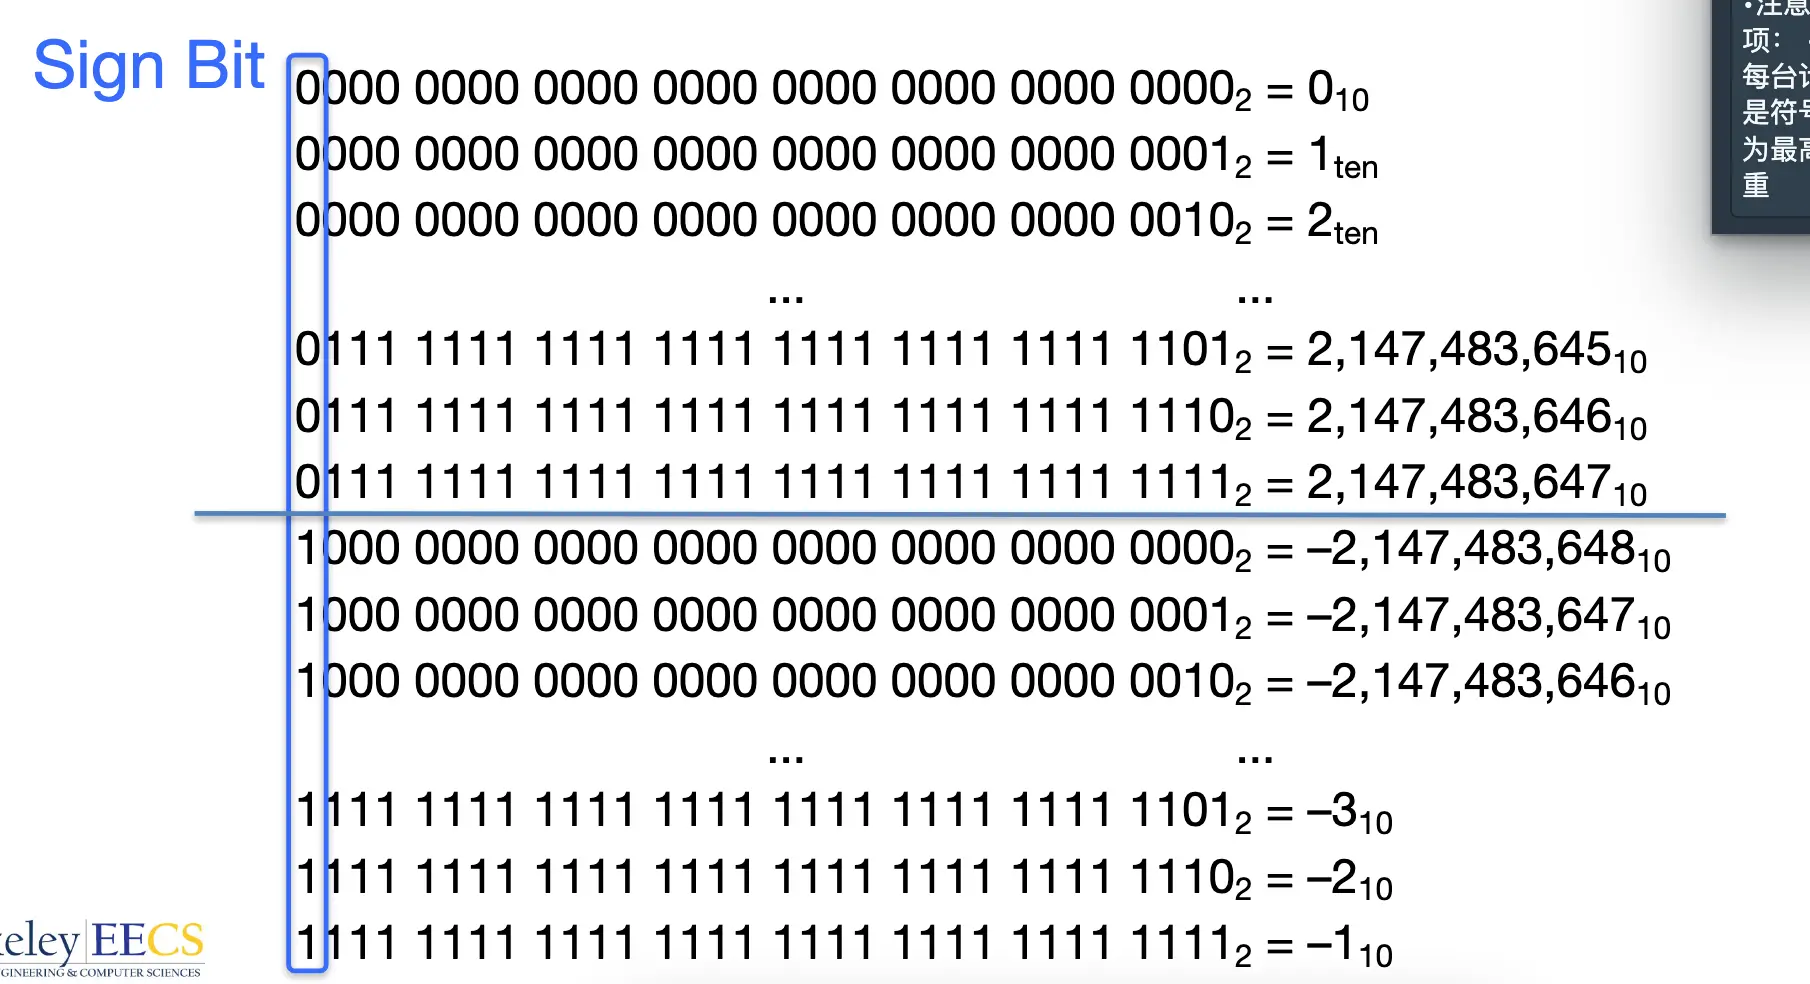 Sign Bit
0000 0000 0000 0000 0000 0000 0000 0000₂ = 0₁₀
0000 0000 0000 0000 0000 0000 0000 0001₂ = 1ten
0000 0000 0000 0000 0000 0000 0000 0010₂ = 2ten
... ...
0111 1111 1111 1111 1111 1111 1111 1101₂ = 2,147,483,645₁₀
0111 1111 1111 1111 1111 1111 1111 1110₂ = 2,147,483,646₁₀
0111 1111 1111 1111 1111 1111 1111 1111₂ = 2,147,483,647₁₀
1000 0000 0000 0000 0000 0000 0000 0000₂ = –2,147,483,648₁₀
1000 0000 0000 0000 0000 0000 0000 0001₂ = –2,147,483,647₁₀
1000 0000 0000 0000 0000 0000 0000 0010₂ = –2,147,483,646₁₀
... ...
1111 1111 1111 1111 1111 1111 1111 1101₂ = –3₁₀
1111 1111 1111 1111 1111 1111 1111 1110₂ = –2₁₀
1111 1111 1111 1111 1111 1111 1111 1111₂ = –1₁₀
eley EECS
GINEERING & COMPUTER SCIENCES
•注意
项：
每台
是符
为最
重